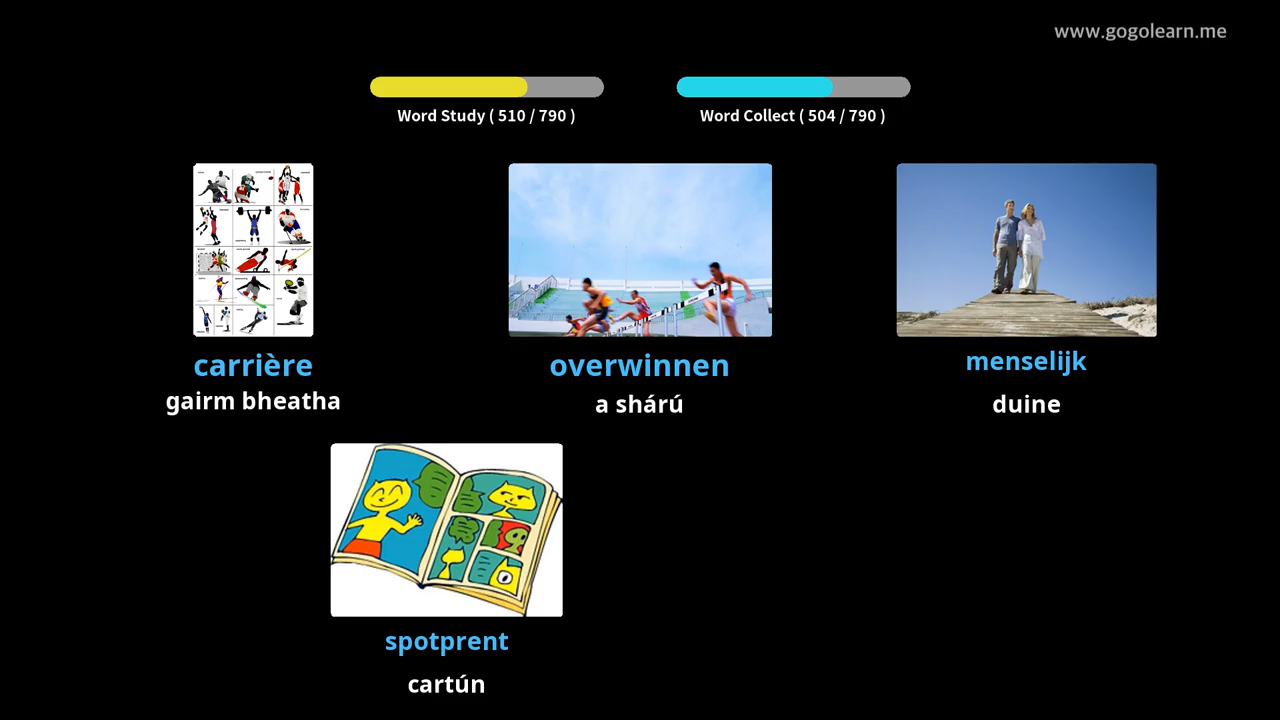 www.gogolearn.me
Word Study ( 510 / 790 )
Word Collect ( 504 / 790 )
carrière
gairm bheatha
overwinnen
a shárú
menselijk
duine
spotprent
cartún